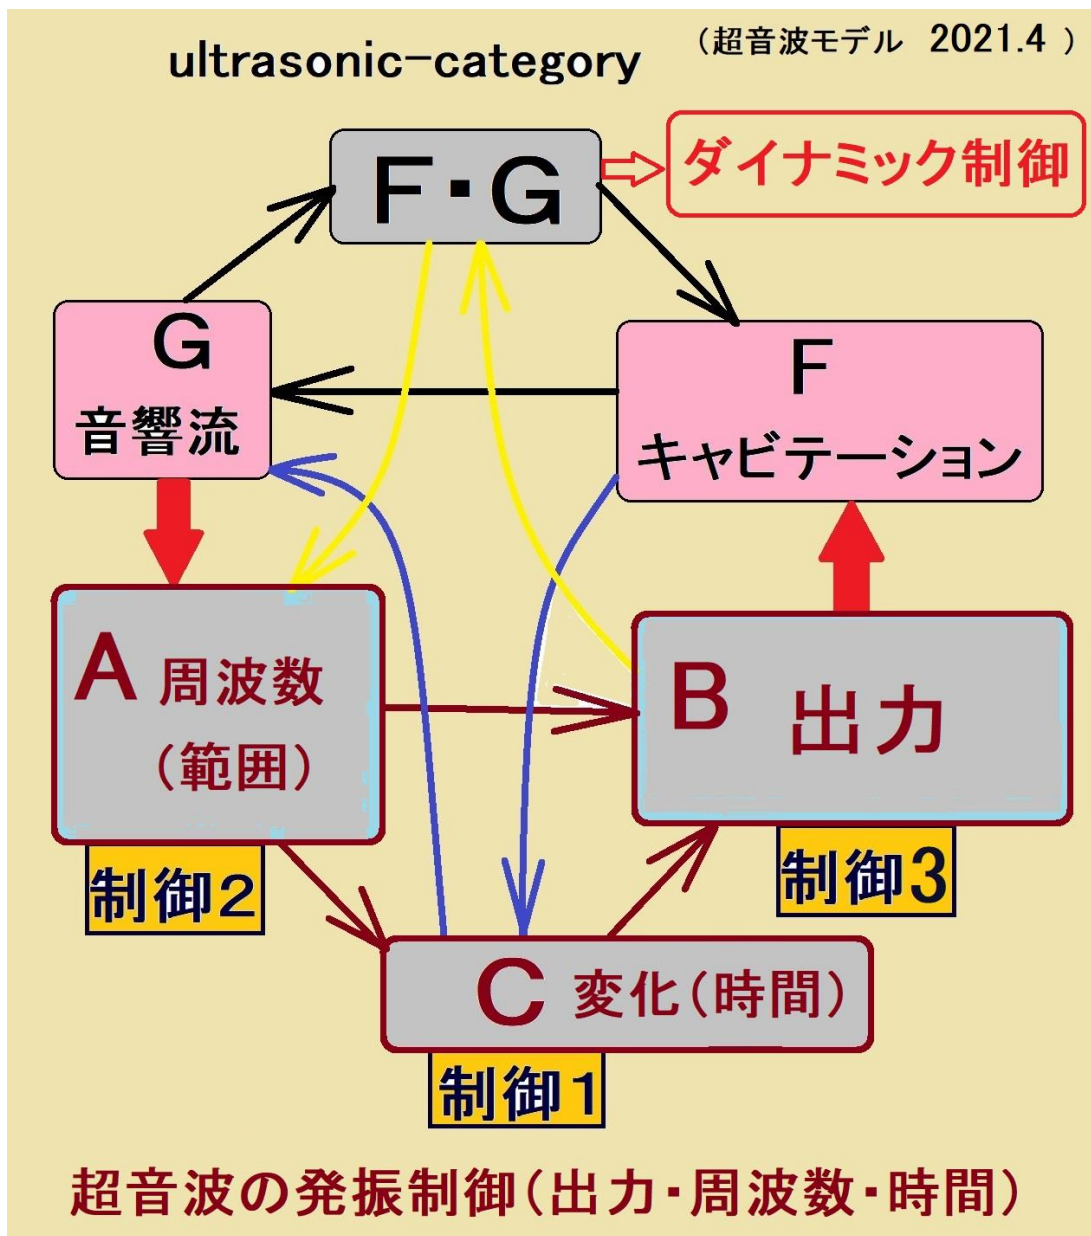 (超音波モデル 2021.4 )
ultrasonic-category
F・G
ダイナミック制御
G
音響流
F
キャビテーション
A 周波数
(範囲)
B 出力
制御2
制御3
C 変化(時間)
制御1
超音波の発振制御(出力・周波数・時間)